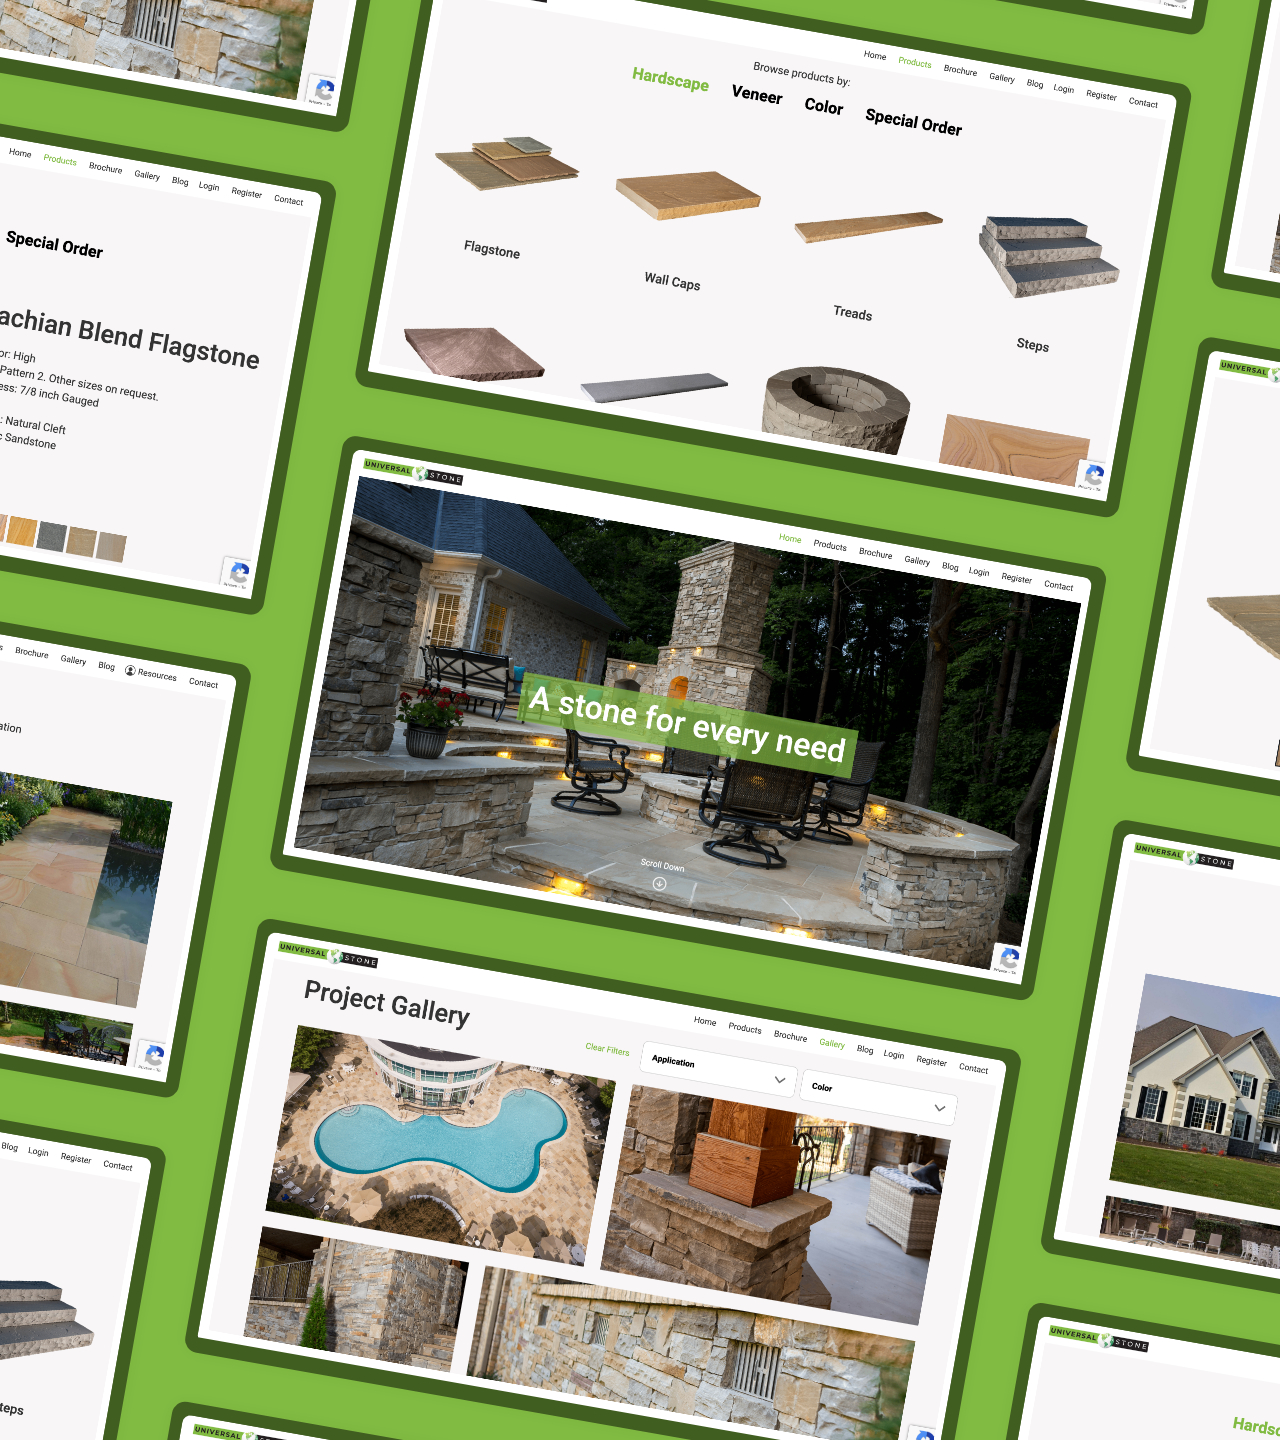 Home Products Brochure Gallery Blog Login Register Contact
Browse products by:
Hardscape Veneer Color Special Order
Flagstone
Wall Caps
Treads
Steps
Home Products Brochure Gallery Blog Login Register Contact
Special Order
achian Blend Flagstone
or: High
Pattern 2. Other sizes on request.
ess: 7/8 inch Gauged
: Natural Cleft
c Sandstone
UNIVERSAL STONE
Home Products Brochure Gallery Blog Login Register Contact
A stone for every need
Scroll Down
s Brochure Gallery Blog Resources Contact
ation
UNIVERSAL STONE
Project Gallery
Home Products Brochure Gallery Blog Login Register Contact
Clear Filters
Application
Color
Blog Login Register Contact
teps
UNIVERSAL
UNIVERSAL STONE
UNIVERSAL STONE
Hardsc
UNIVERSAL